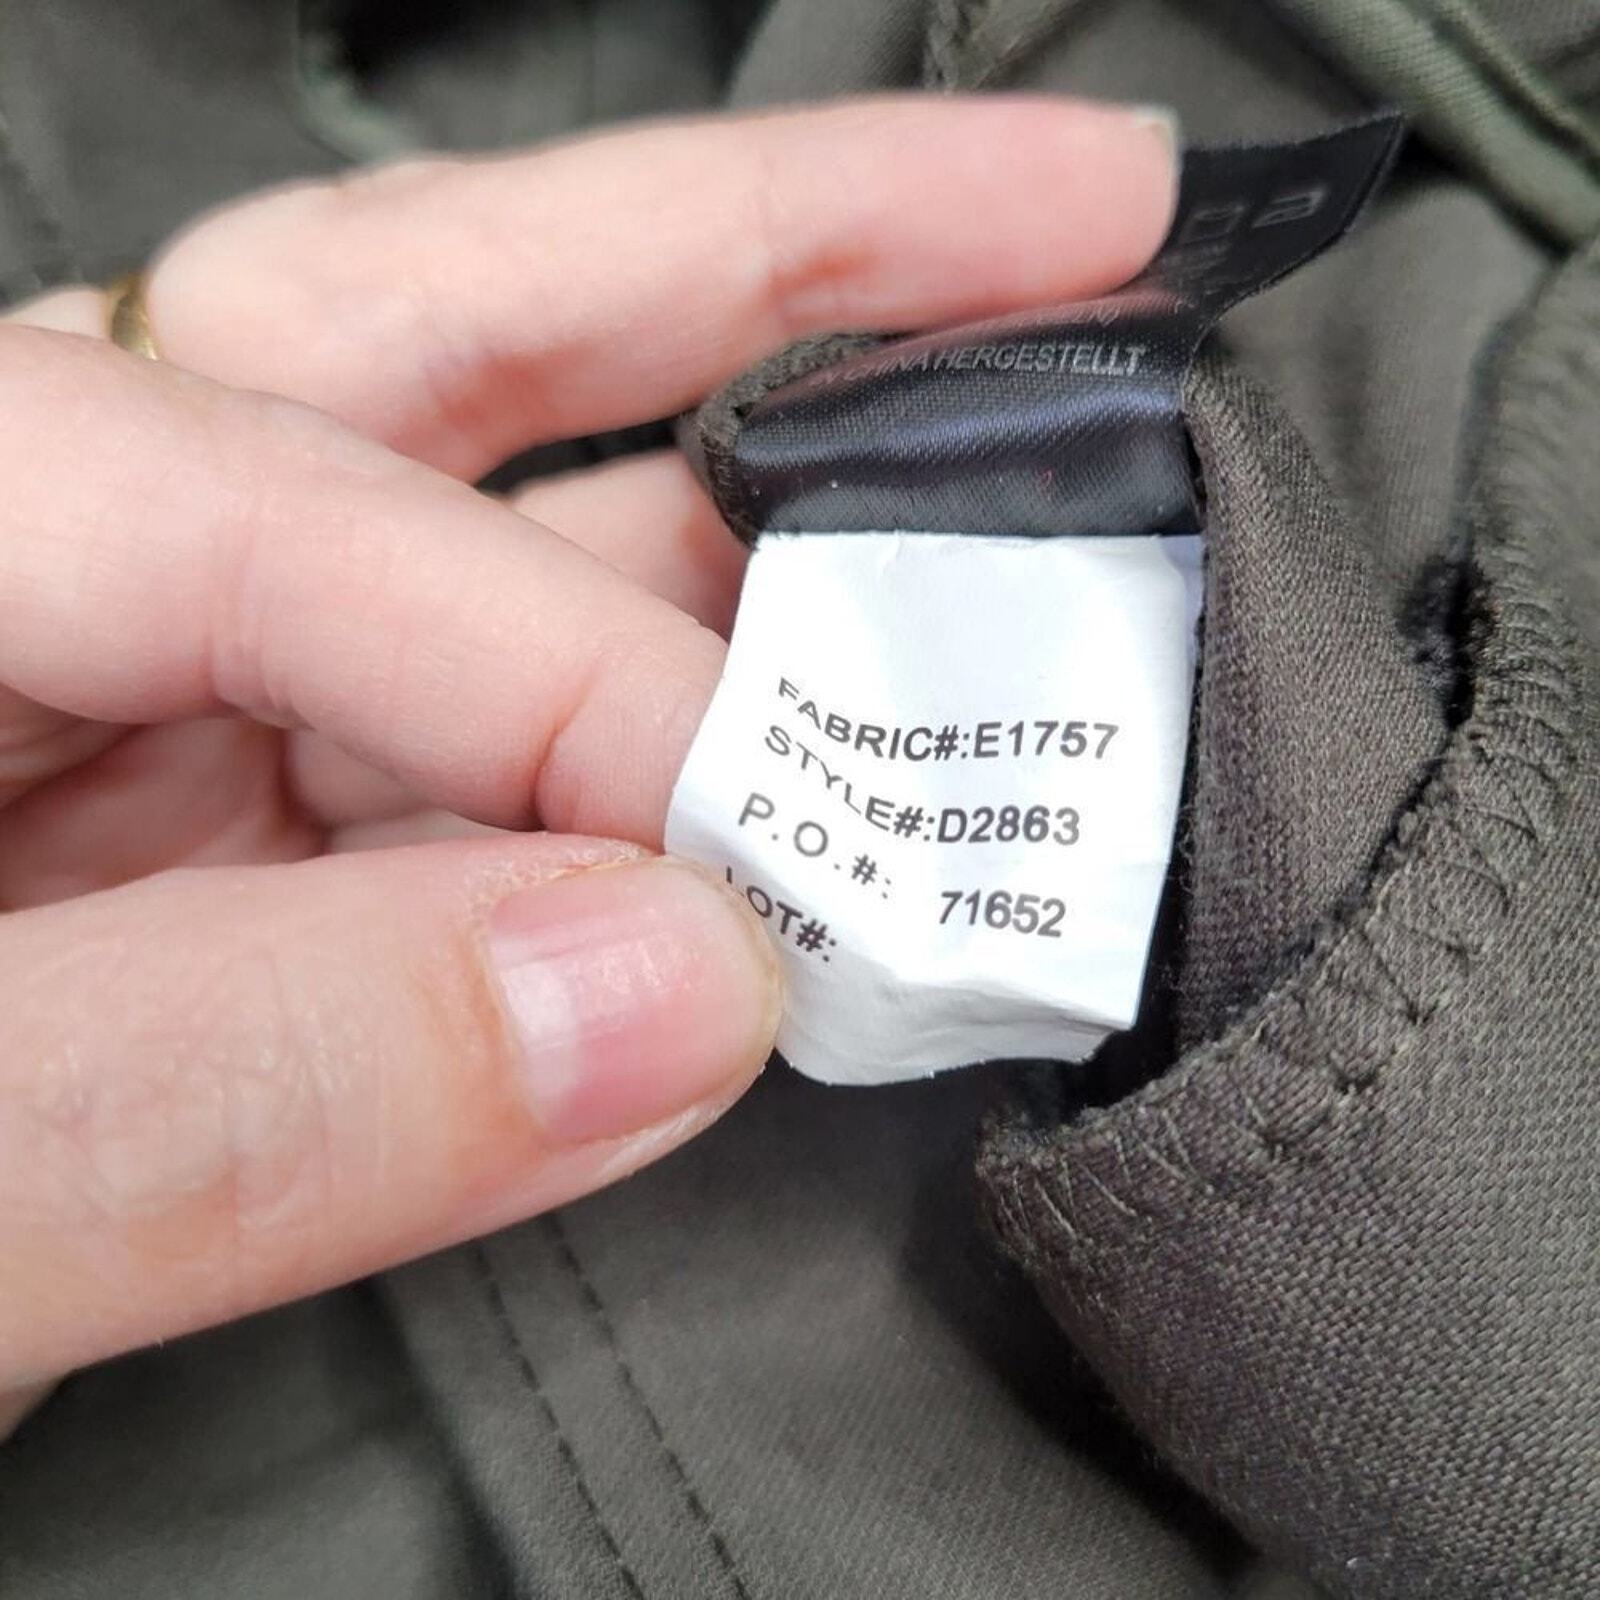 HERGESTELLT
FABRIC#:E1757
STYLE#:D2863
P.O.#: 71652
LOT#: